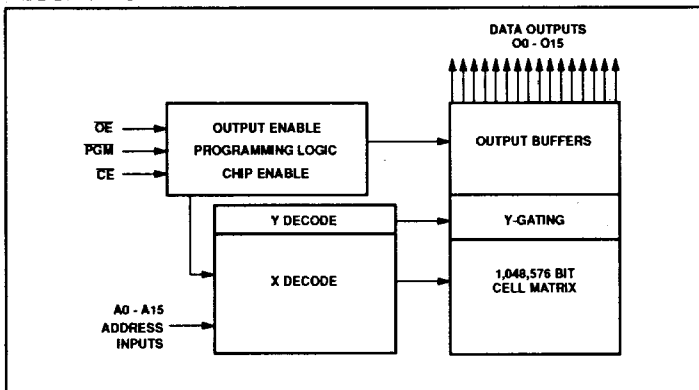 DATA OUTPUTS
O0 - O15
OE
PGM
CE
OUTPUT ENABLE
PROGRAMMING LOGIC
CHIP ENABLE
OUTPUT BUFFERS
Y DECODE
Y-GATING
X DECODE
1,048,576 BIT
CELL MATRIX
A0 - A15
ADDRESS
INPUTS